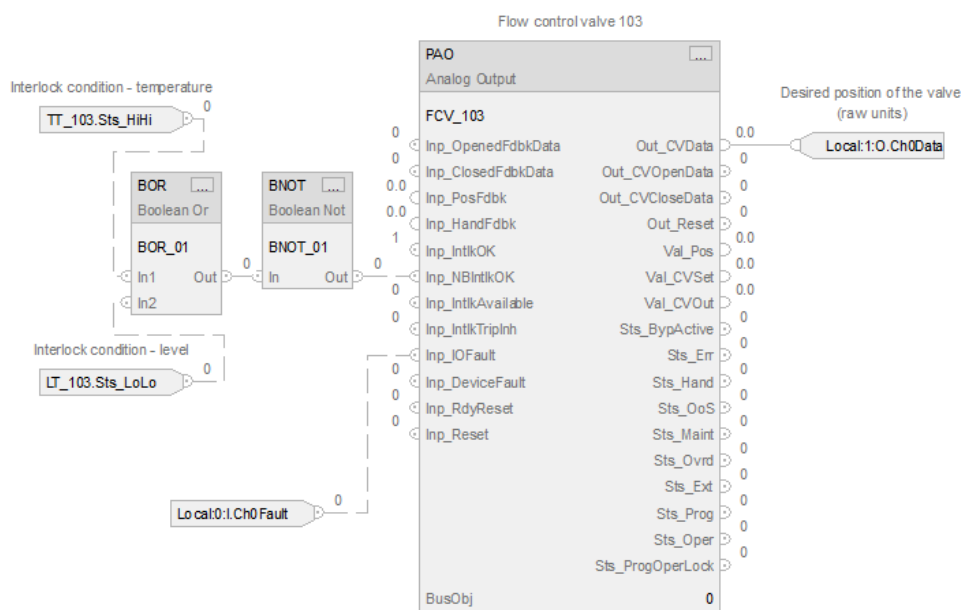 Flow control valve 103
PAO
...
Analog Output
FCV_103
Interlock condition - temperature
0
TT_103.Sts_HiHi
BOR
...
Boolean Or
BOR_01
In1
Out
0
In2
BNOT
...
Boolean Not
BNOT_01
In
Out
0
Interlock condition - level
0
LT_103.Sts_LoLo
0
Local:0:I.Ch0Fault
0
Inp_OpenedFdbkData
0
Inp_ClosedFdbkData
0.0
Inp_PosFdbk
0.0
Inp_HandFdbk
1
Inp_IntlkOK
Inp_NBIntlkOK
0
Inp_IntlkAvailable
0
Inp_IntlkTripInh
Inp_IOFault
0
Inp_DeviceFault
0
Inp_RdyReset
0
Inp_Reset
Out_CVData
0.0
Out_CVOpenData
0
Out_CVCloseData
0
Out_Reset
0
Val_Pos
0.0
Val_CVSet
0.0
Val_CVOut
0.0
Sts_BypActive
0
Sts_Err
0
Sts_Hand
0
Sts_OoS
0
Sts_Maint
0
Sts_Ovrd
0
Sts_Ext
0
Sts_Prog
0
Sts_Oper
0
Sts_ProgOperLock
0
BusObj
0
Desired position of the valve
(raw units)
Local:1:O.Ch0Data